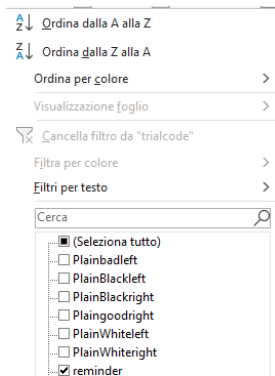 Ordina dalla A alla Z
Ordina dalla Z alla A
Ordina per colore
Visualizzazione foglio
Cancella filtro da "trialcode"
Filtra per colore
Filtri per testo
Cerca
(Seleziona tutto)
Plainbadleft
PlainBlackleft
PlainBlackright
Plaingoodright
PlainWhiteleft
PlainWhiteright
reminder